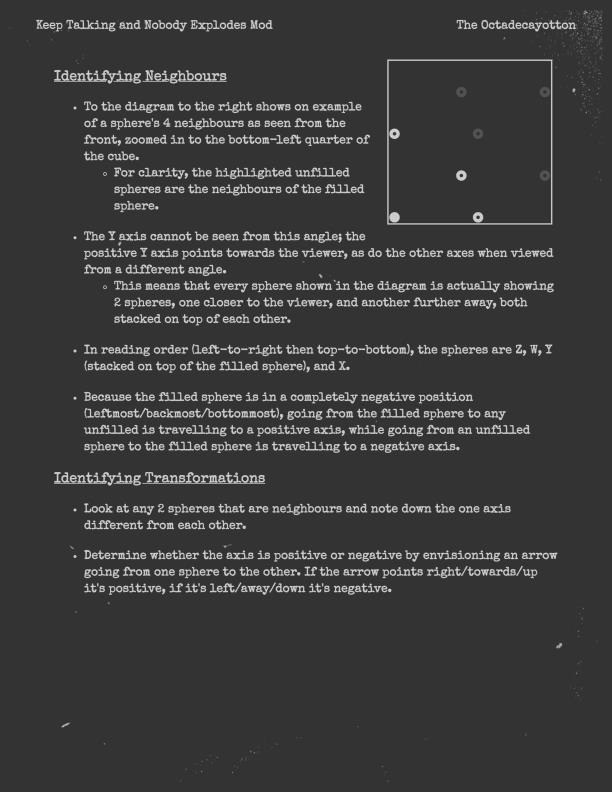 Keep Talking and Nobody Explodes Mod The Octadecayotton
Identifying Neighbours
• To the diagram to the right shows on example
of a sphere's 4 neighbours as seen from the
front, zoomed in to the bottom-left quarter of
the cube.
◦ For clarity, the highlighted unfilled
spheres are the neighbours of the filled
sphere.
• The Y axis cannot be seen from this angle; the
positive Y axis points towards the viewer, as do the other axes when viewed
from a different angle.
◦ This means that every sphere shown in the diagram is actually showing
2 spheres, one closer to the viewer, and another further away, both
stacked on top of each other.
• In reading order (left-to-right then top-to-bottom), the spheres are Z, W, Y
(stacked on top of the filled sphere), and X.
• Because the filled sphere is in a completely negative position
(leftmost/backmost/bottommost), going from the filled sphere to any
unfilled is travelling to a positive axis, while going from an unfilled
sphere to the filled sphere is travelling to a negative axis.
Identifying Transformations
• Look at any 2 spheres that are neighbours and note down the one axis
different from each other.
• Determine whether the axis is positive or negative by envisioning an arrow
going from one sphere to the other. If the arrow points right/towards/up
it's positive, if it's left/away/down it's negative.